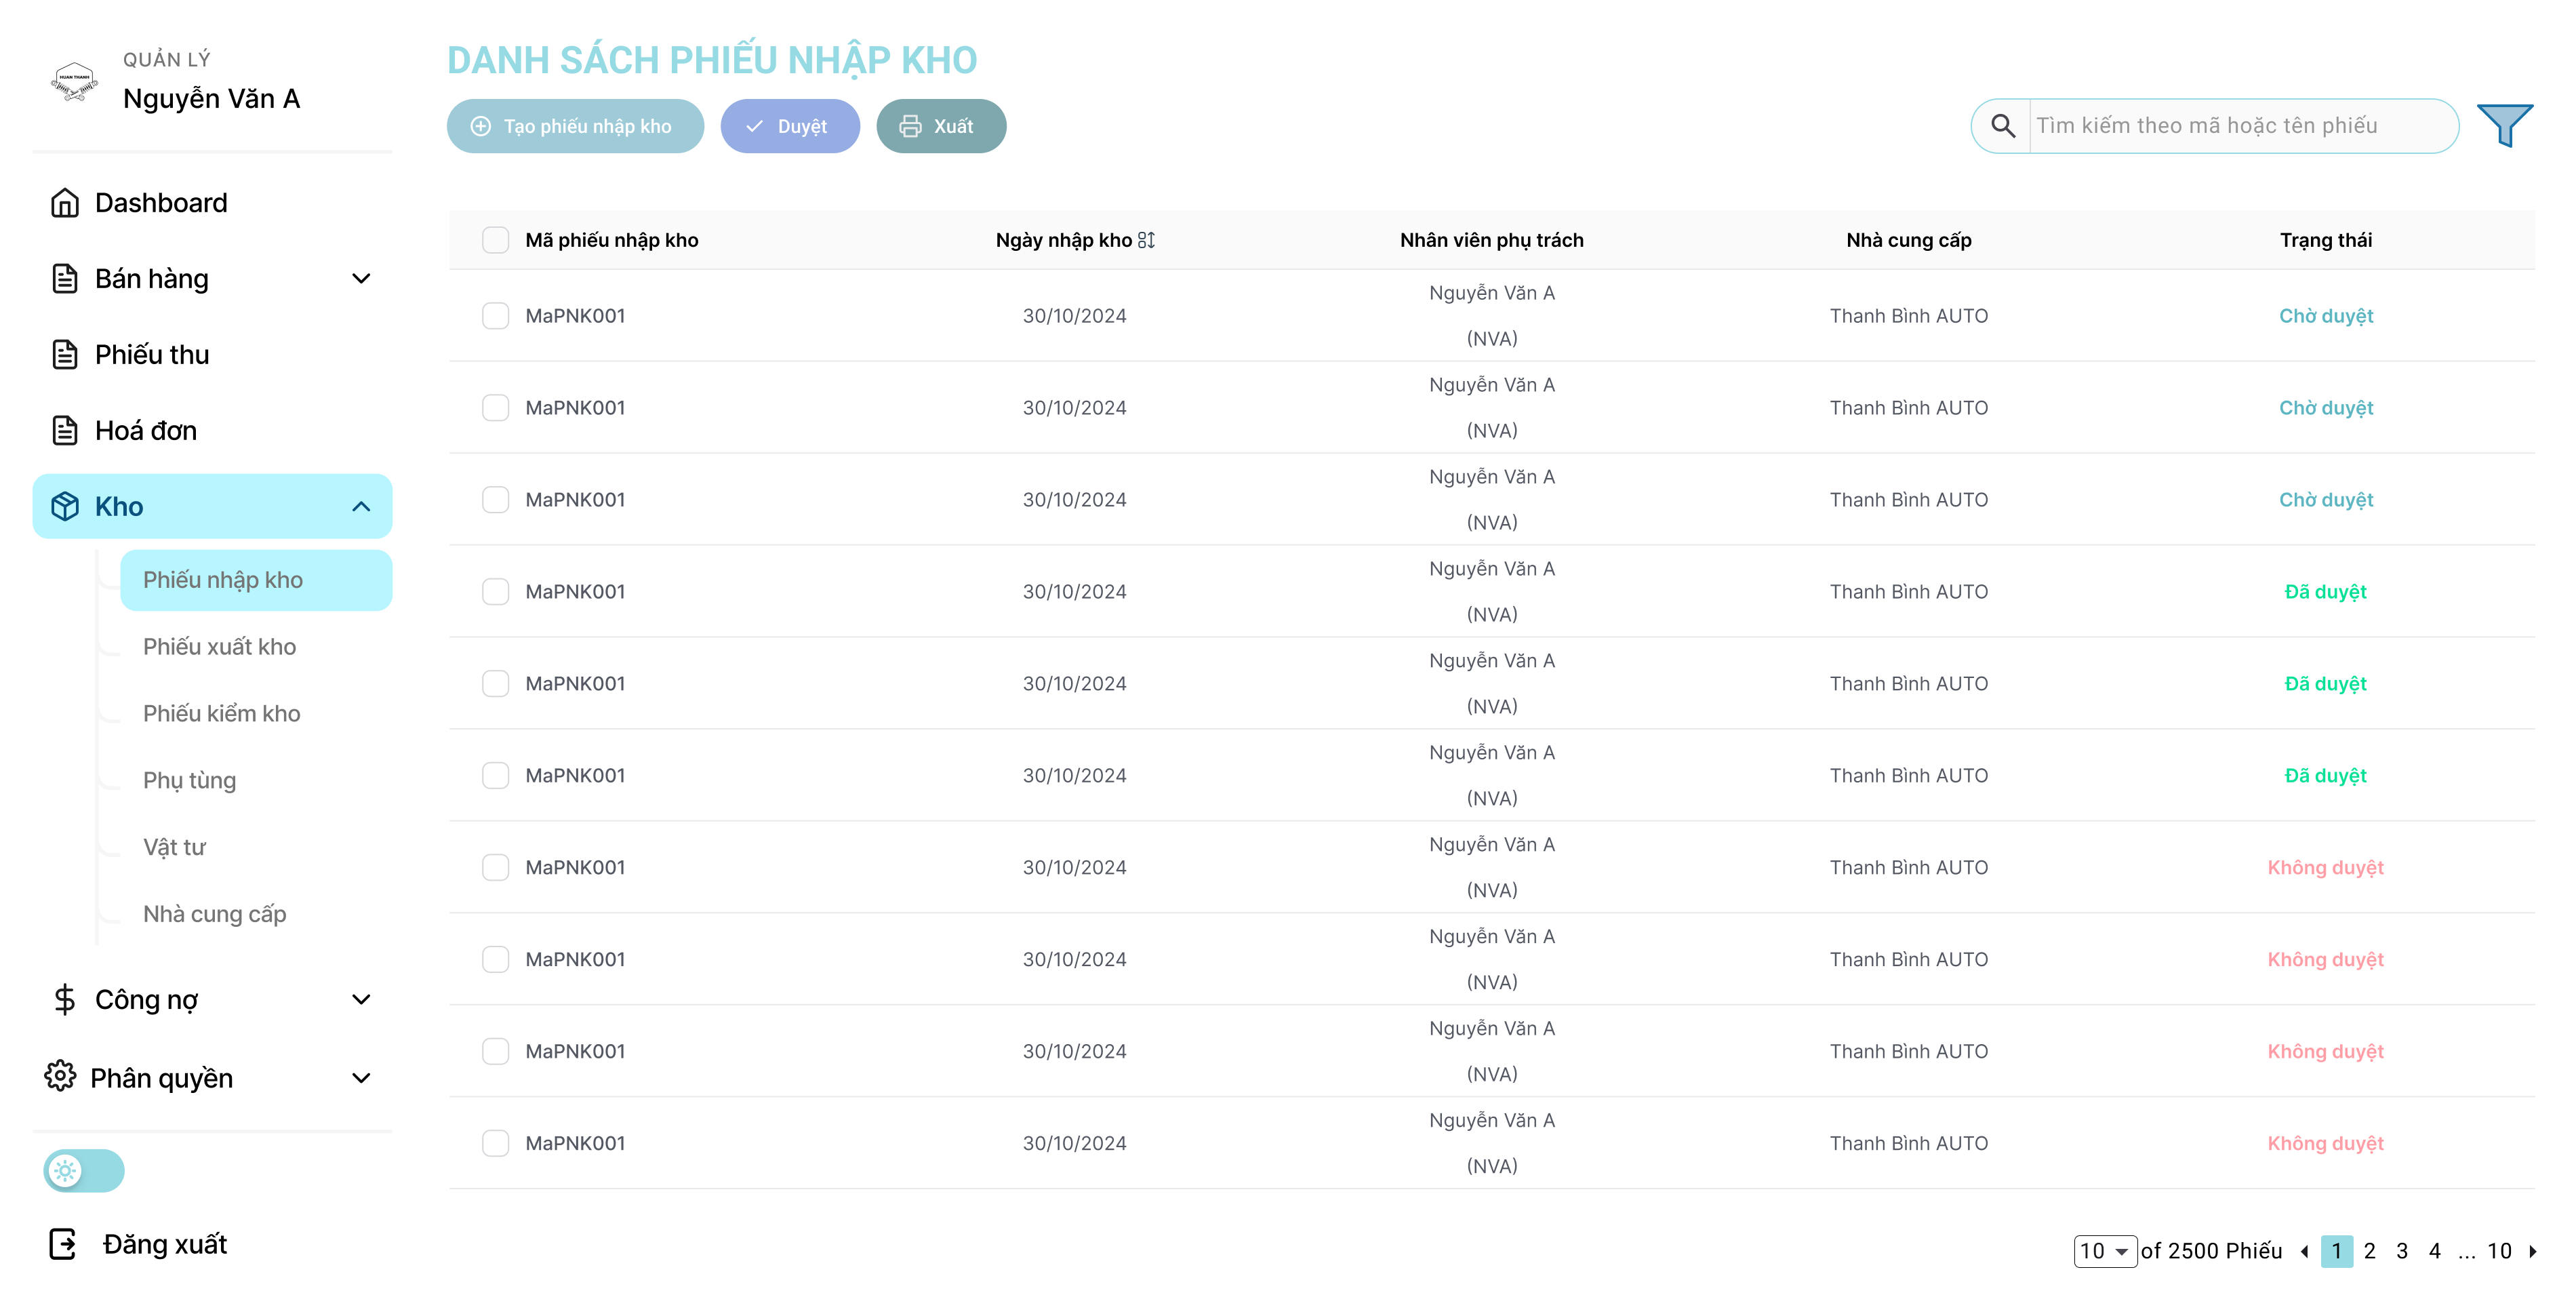 HUAN THANH
QUẢN LÝ
Nguyễn Văn A
Dashboard
Bán hàng
Phiếu thu
Hoá đơn
Kho
Phiếu nhập kho
Phiếu xuất kho
Phiếu kiểm kho
Phụ tùng
Vật tư
Nhà cung cấp
Công nợ
Phân quyền
Đăng xuất
DANH SÁCH PHIẾU NHẬP KHO
Tạo phiếu nhập kho Duyệt Xuất
Tìm kiếm theo mã hoặc tên phiếu
Mã phiếu nhập kho Ngày nhập kho Nhân viên phụ trách Nhà cung cấp Trạng thái
MaPNK001 30/10/2024 Nguyễn Văn A (NVA) Thanh Bình AUTO Chờ duyệt
MaPNK001 30/10/2024 Nguyễn Văn A (NVA) Thanh Bình AUTO Chờ duyệt
MaPNK001 30/10/2024 Nguyễn Văn A (NVA) Thanh Bình AUTO Chờ duyệt
MaPNK001 30/10/2024 Nguyễn Văn A (NVA) Thanh Bình AUTO Đã duyệt
MaPNK001 30/10/2024 Nguyễn Văn A (NVA) Thanh Bình AUTO Đã duyệt
MaPNK001 30/10/2024 Nguyễn Văn A (NVA) Thanh Bình AUTO Đã duyệt
MaPNK001 30/10/2024 Nguyễn Văn A (NVA) Thanh Bình AUTO Không duyệt
MaPNK001 30/10/2024 Nguyễn Văn A (NVA) Thanh Bình AUTO Không duyệt
MaPNK001 30/10/2024 Nguyễn Văn A (NVA) Thanh Bình AUTO Không duyệt
MaPNK001 30/10/2024 Nguyễn Văn A (NVA) Thanh Bình AUTO Không duyệt
10 of 2500 Phiếu 1 2 3 4 ... 10